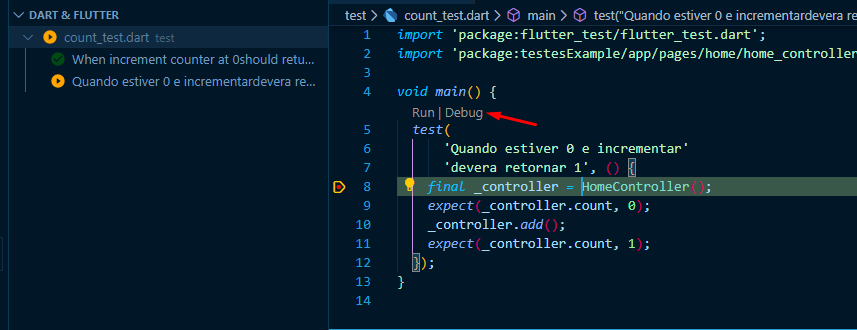 DART & FLUTTER
count_test.dart test
When increment counter at 0should retu...
Quando estiver 0 e incrementardevera re...
test > count_test.dart > main > test("Quando estiver 0 e incrementardevera re
1 import 'package:flutter_test/flutter_test.dart';
2 import 'package:testesExample/app/pages/home/home_controller
3
4 void main() {
Run | Debug
5 test(
6 'Quando estiver 0 e incrementar'
7 'devera retornar 1', () {
8 final _controller = HomeController();
9 expect(_controller.count, 0);
10 _controller.add();
11 expect(_controller.count, 1);
12 });
13 }
14